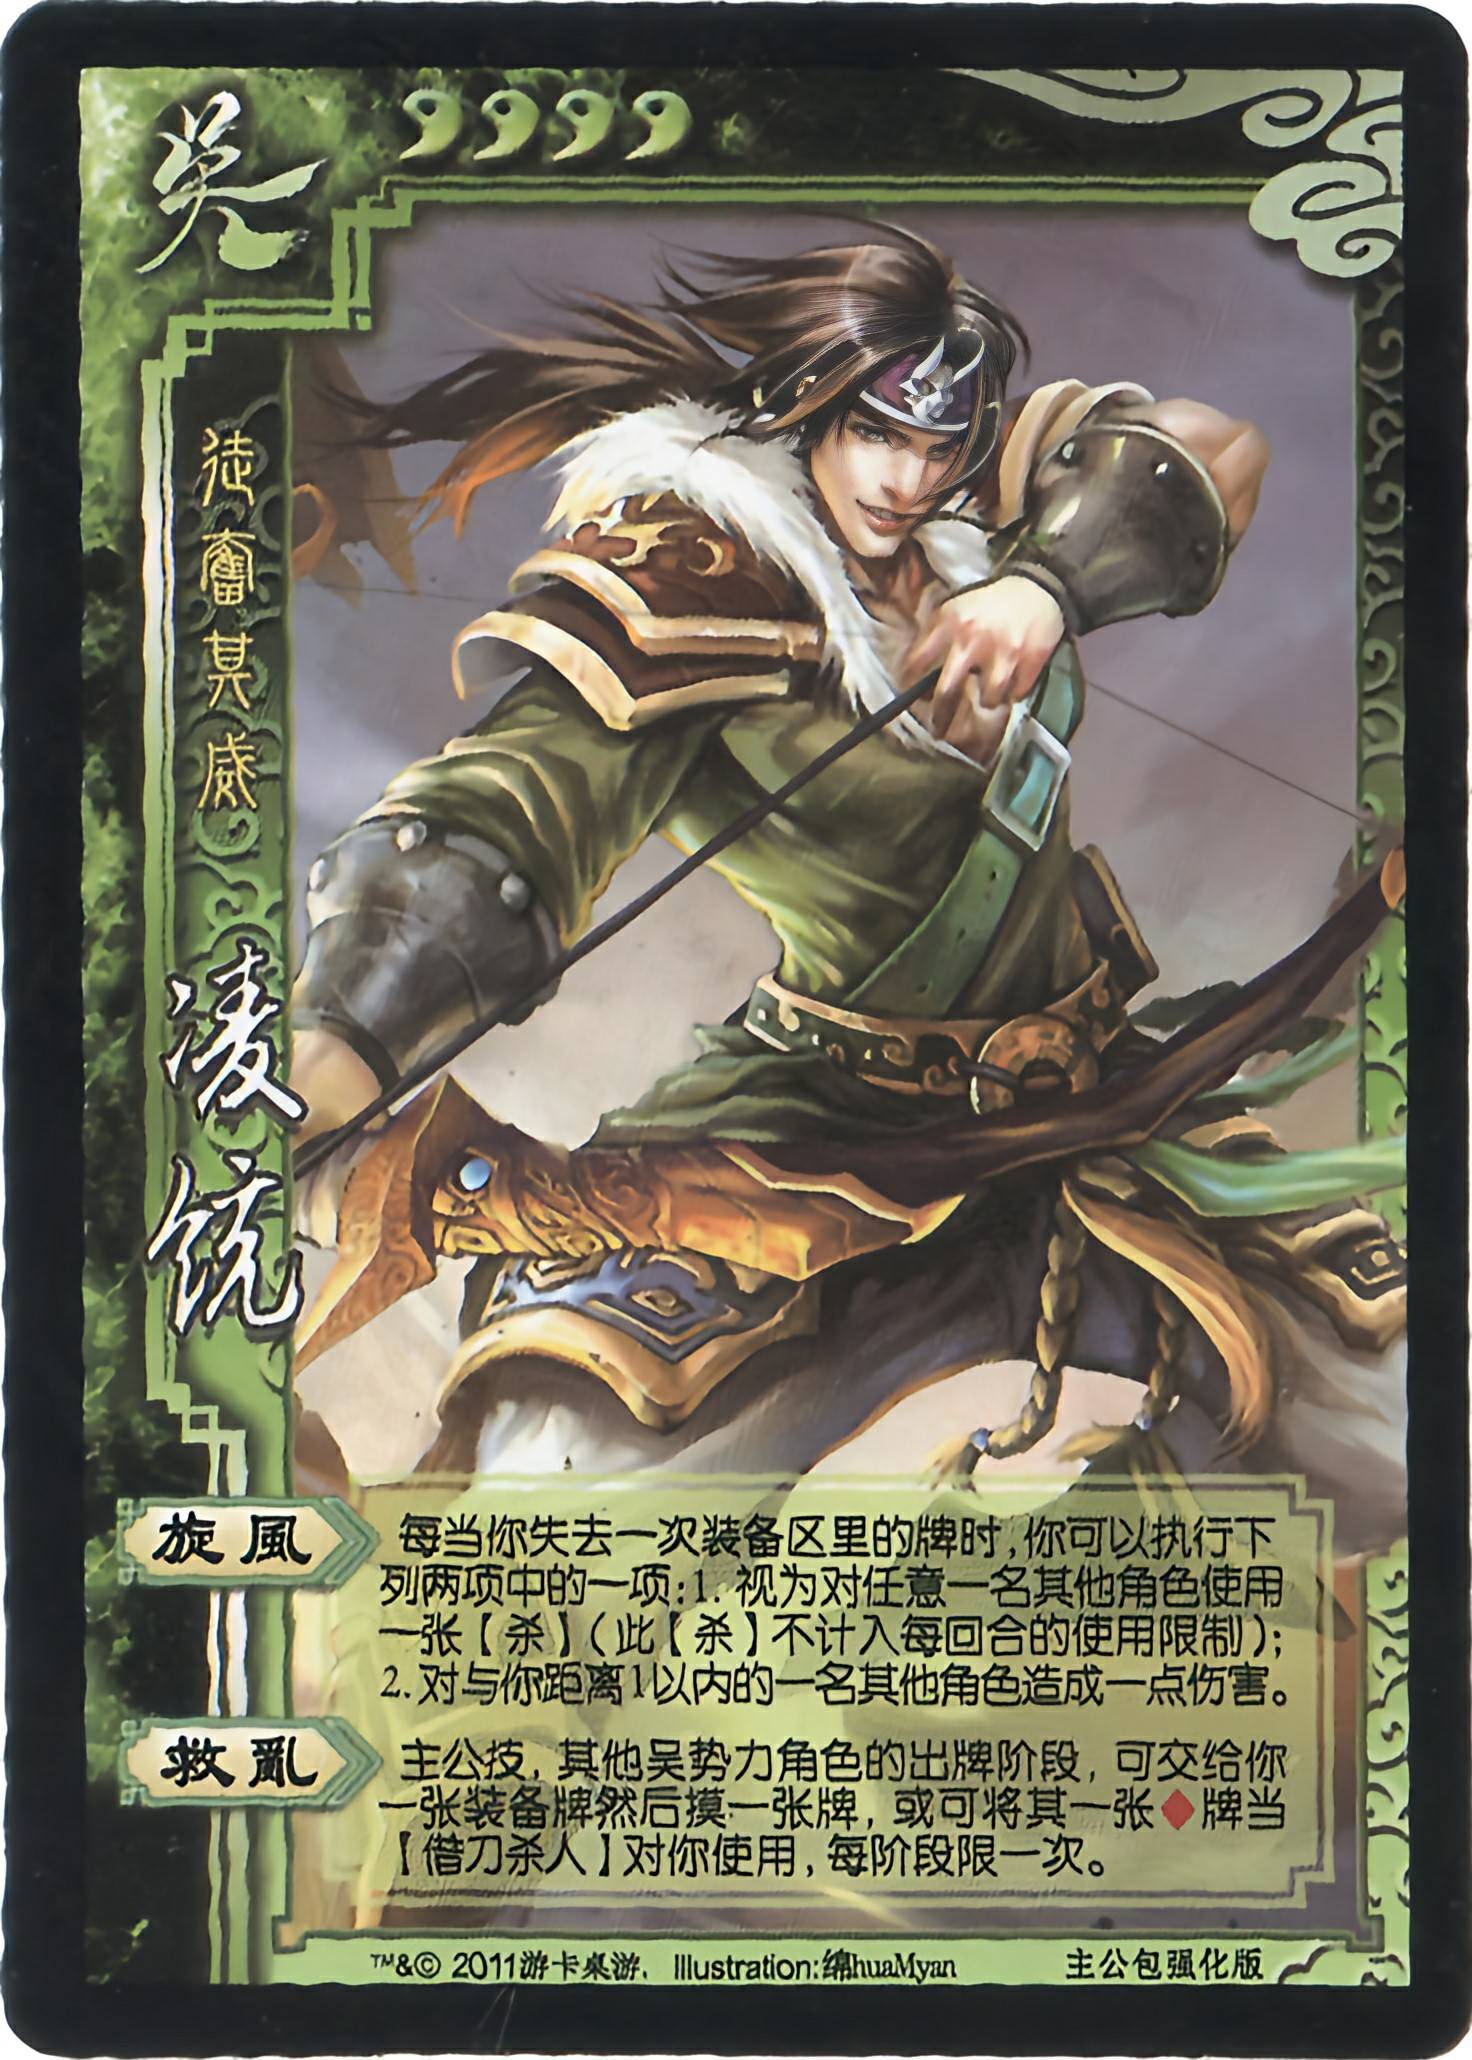 吴
徒奮其威
凌统
旋風
每当你失去一次装备区里的牌时,你可以执行下
列两项中的一项:1.视为对任意一名其他角色使用
一张【杀】(此【杀】不计入每回合的使用限制);
2.对与你距离1以内的一名其他角色造成一点伤害。
救亂
主公技,其他吴势力角色的出牌阶段,可交给你
一张装备牌然后摸一张牌,或可将其一张♦牌当
【借刀杀人】对你使用,每阶段限一次。
™&© 2011游卡桌游. Illustration:绵huaMyan
主公包强化版